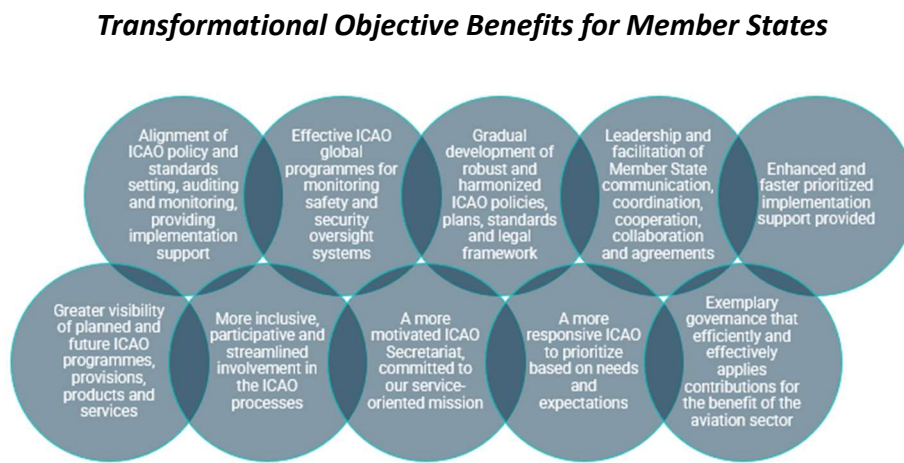 Transformational Objective Benefits for Member States
Alignment of
ICAO policy and
standards
setting, auditing
and monitoring,
providing
implementation
support
Effective ICAO
global
programmes for
monitoring
safety and
security
oversight
systems
Gradual
development of
robust and
harmonized
ICAO policies,
plans, standards
and legal
framework
Leadership and
facilitation of
Member State
communication,
coordination,
cooperation,
collaboration
and agreements
Enhanced and
faster prioritized
implementation
support provided
Greater visibility
of planned and
future ICAO
programmes,
provisions,
products and
services
More inclusive,
participative and
streamlined
involvement in
the ICAO
processes
A more
motivated ICAO
Secretariat,
committed to
our service-
oriented mission
A more
responsive ICAO
to prioritize
based on needs
and
expectations
Exemplary
governance that
efficiently and
effectively
applies
contributions for
the benefit of the
aviation sector